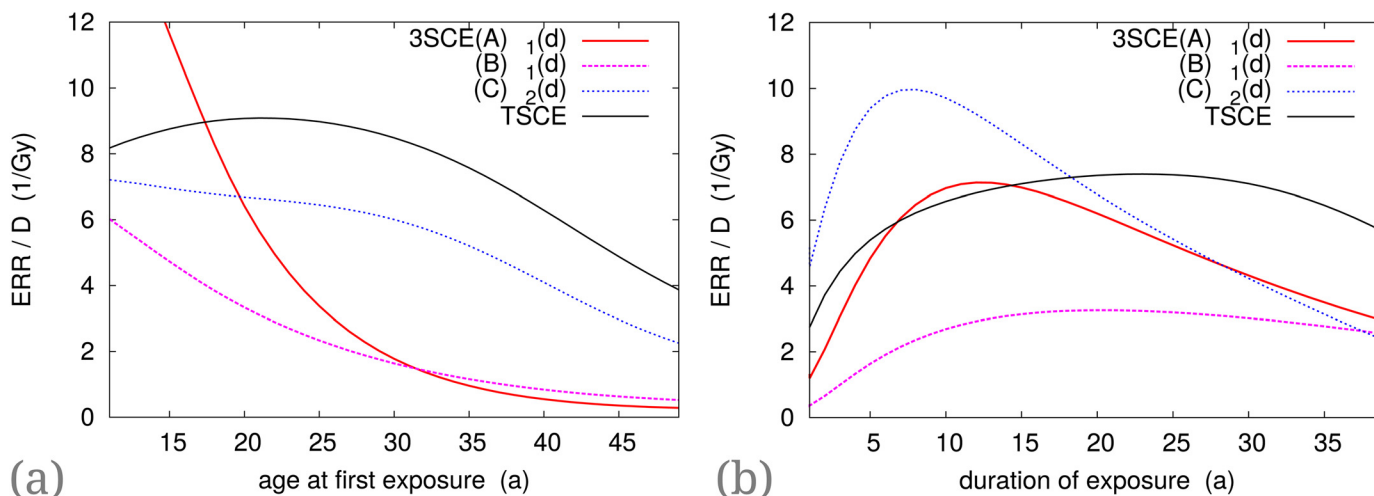 12
10
8
6
4
2
0
ERR / D (1/Gy)
3SCE(A) 1(d)
(B) 1(d)
(C) 2(d)
TSCE
15 20 25 30 35 40 45
age at first exposure (a)
(a)
12
10
8
6
4
2
0
ERR / D (1/Gy)
3SCE(A) 1(d)
(B) 1(d)
(C) 2(d)
TSCE
5 10 15 20 25 30 35
duration of exposure (a)
(b)